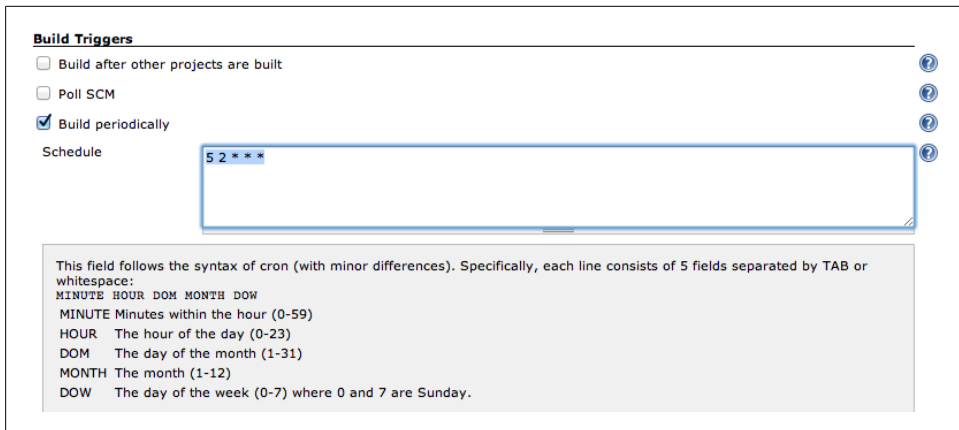 Build Triggers
Build after other projects are built
Poll SCM
Build periodically
Schedule
5 2 * * *
This field follows the syntax of cron (with minor differences). Specifically, each line consists of 5 fields separated by TAB or
whitespace:
MINUTE HOUR DOM MONTH DOW
MINUTE Minutes within the hour (0-59)
HOUR The hour of the day (0-23)
DOM The day of the month (1-31)
MONTH The month (1-12)
DOW The day of the week (0-7) where 0 and 7 are Sunday.